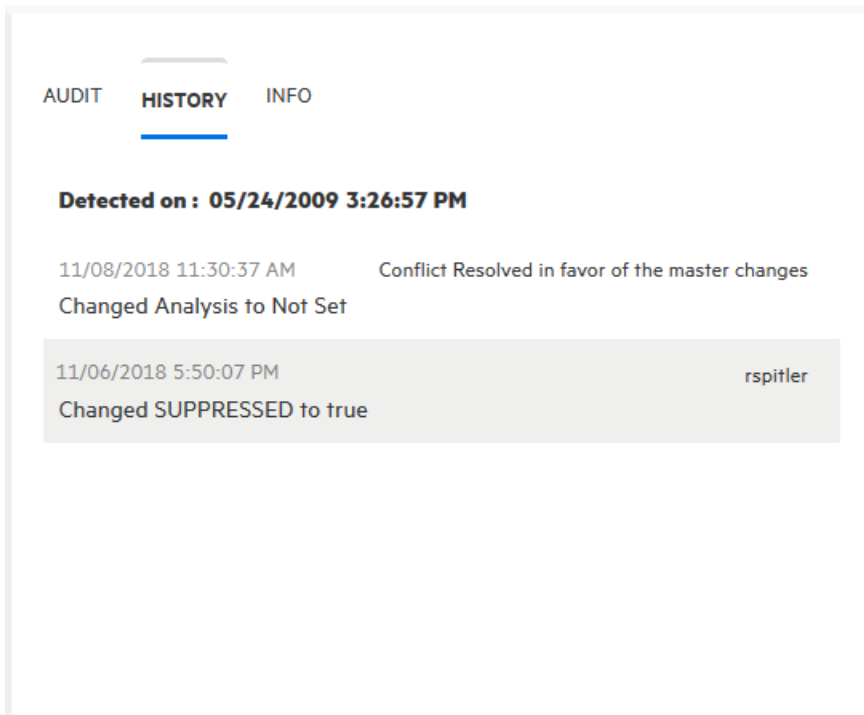 AUDIT HISTORY INFO
Detected on : 05/24/2009 3:26:57 PM
11/08/2018 11:30:37 AM Conflict Resolved in favor of the master changes
Changed Analysis to Not Set
11/06/2018 5:50:07 PM rspitler
Changed SUPPRESSED to true